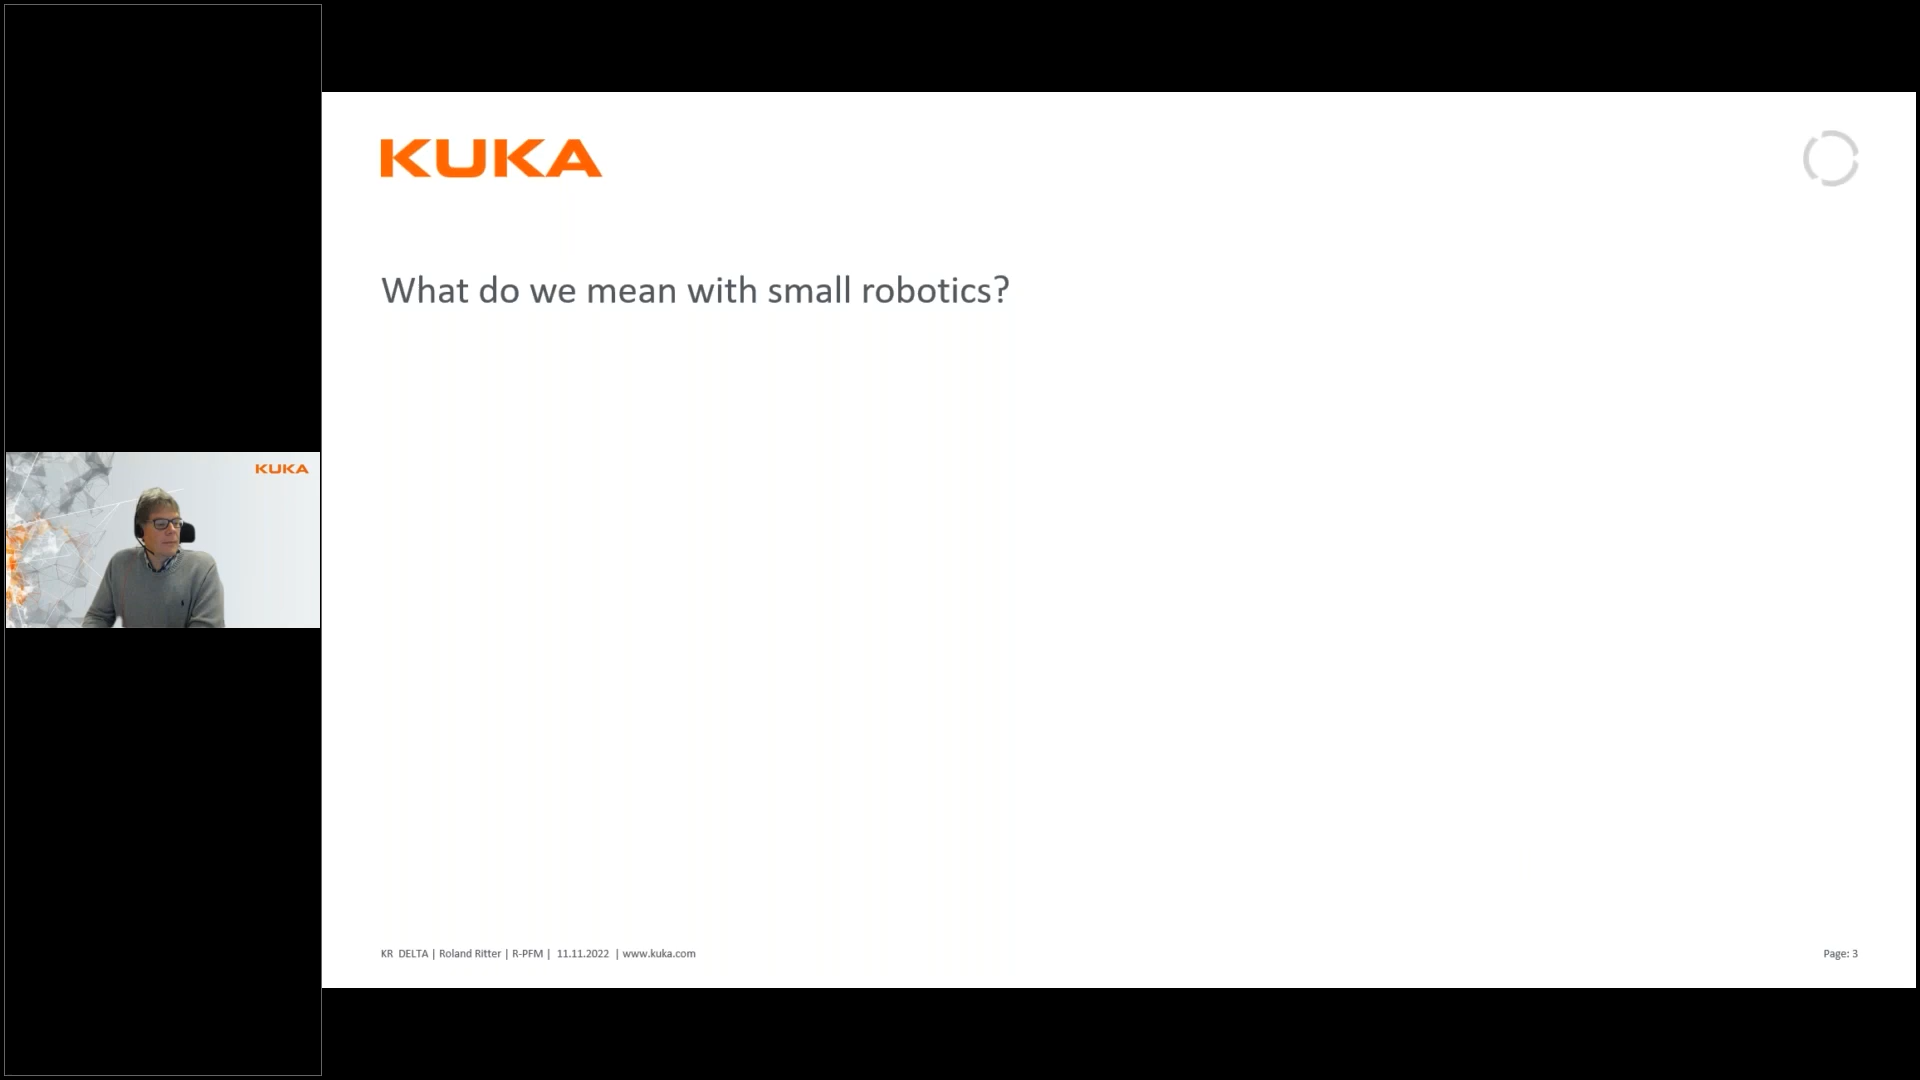 KUKA
What do we mean with small robotics?
KUKA
KR DELTA | Roland Ritter | R-PFM | 11.11.2022 | www.kuka.com
Page: 3